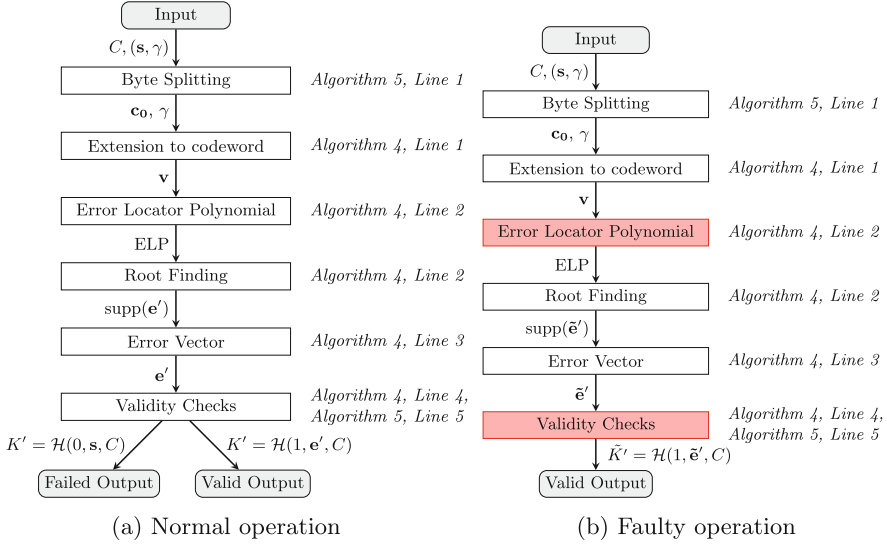 Input
C, (s, γ)
Byte Splitting
Algorithm 5, Line 1
c₀, γ
Extension to codeword
Algorithm 4, Line 1
v
Error Locator Polynomial
Algorithm 4, Line 2
ELP
Root Finding
Algorithm 4, Line 2
supp(e′)
Error Vector
Algorithm 4, Line 3
e′
Validity Checks
Algorithm 4, Line 4,
Algorithm 5, Line 5
K′ = ℋ(0, s, C)
K′ = ℋ(1, e′, C)
Failed Output
Valid Output
(a) Normal operation
Input
C, (s, γ)
Byte Splitting
Algorithm 5, Line 1
c₀, γ
Extension to codeword
Algorithm 4, Line 1
v
Error Locator Polynomial
Algorithm 4, Line 2
ELP
Root Finding
Algorithm 4, Line 2
supp(ẽ′)
Error Vector
Algorithm 4, Line 3
ẽ′
Validity Checks
Algorithm 4, Line 4,
Algorithm 5, Line 5
K̃′ = ℋ(1, ẽ′, C)
Valid Output
(b) Faulty operation